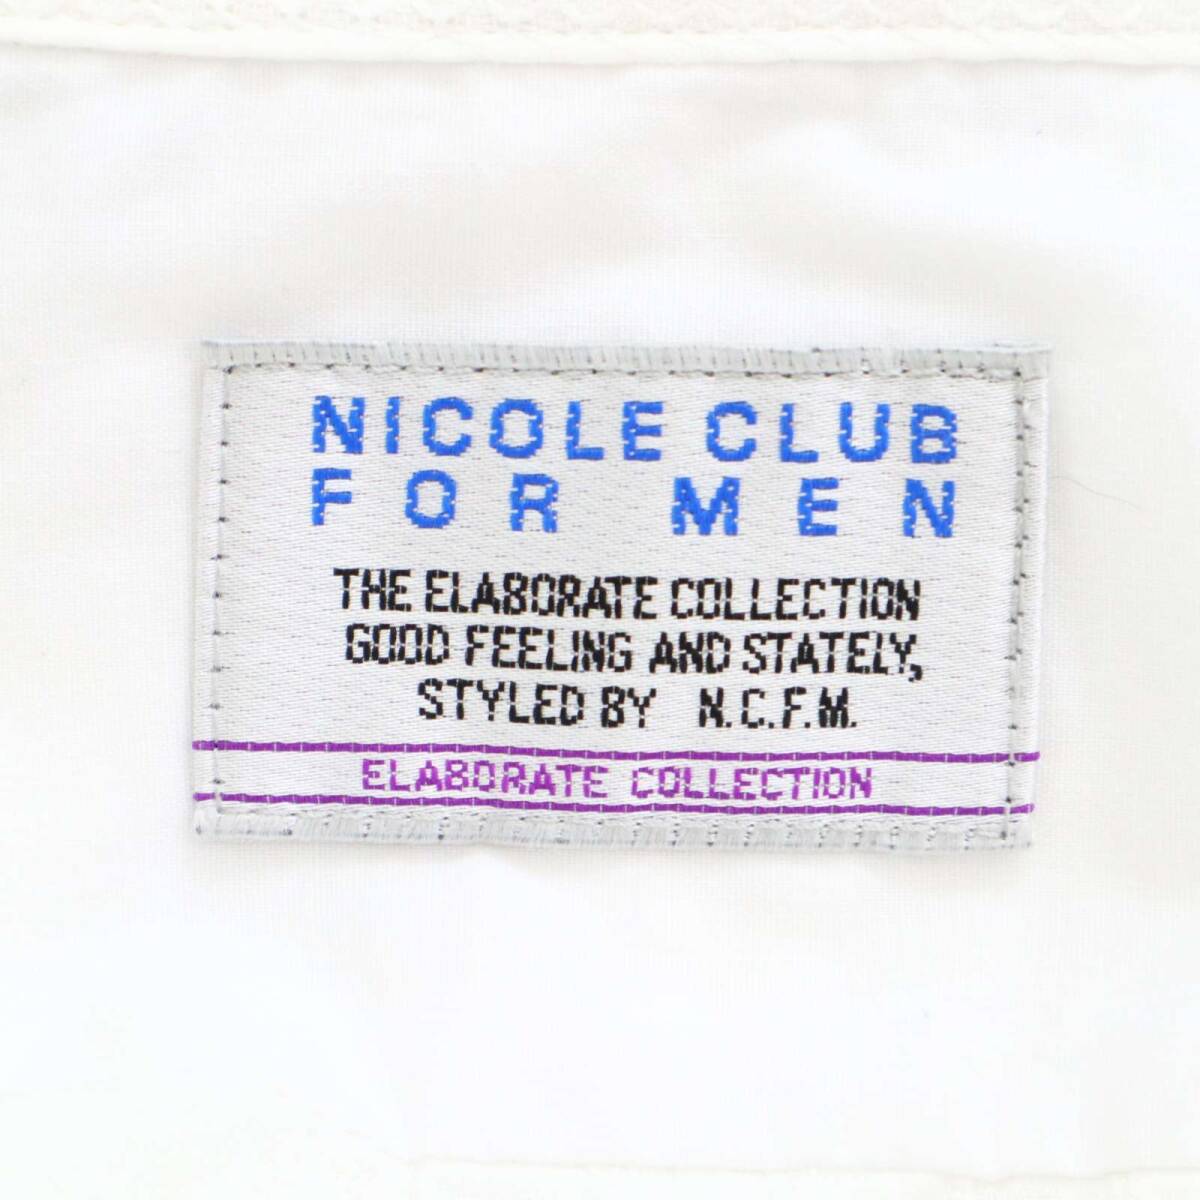 NICOLE CLUB
FOR MEN
THE ELABORATE COLLECTION
GOOD FEELING AND STATELY,
STYLED BY N.C.F.M.
ELABORATE COLLECTION